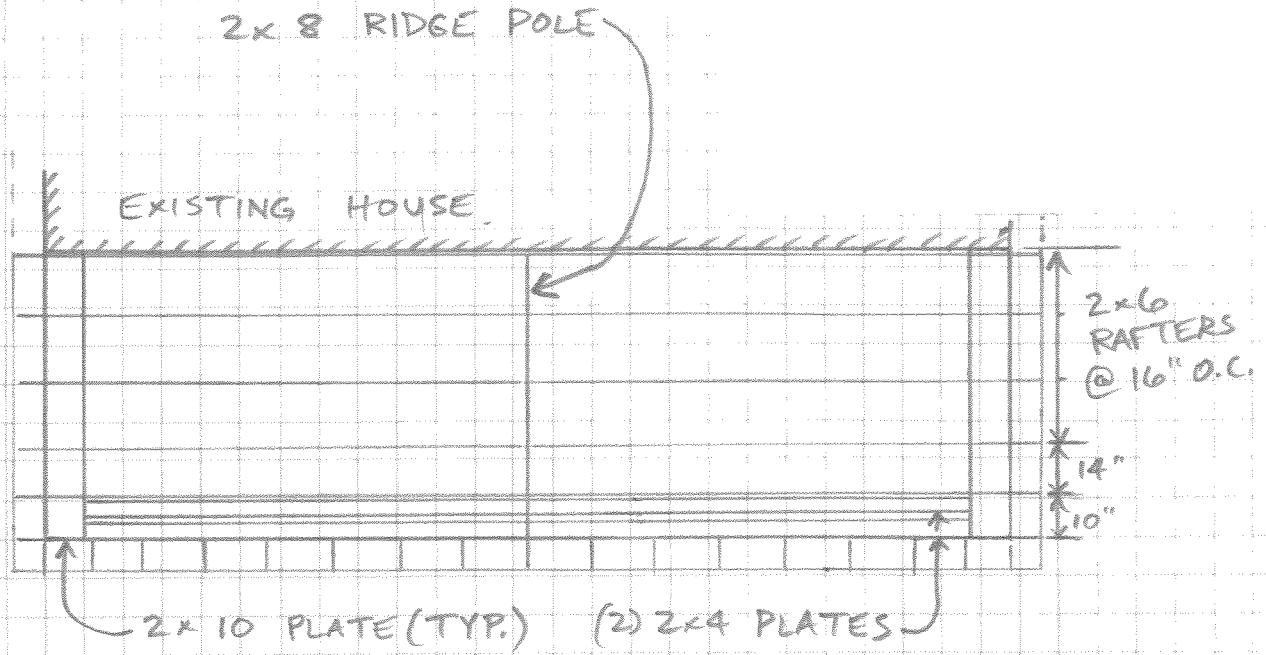 2x 8 RIDGE POLE
EXISTING HOUSE
2x6
RAFTERS
@ 16" O.C.
14"
10"
2x 10 PLATE (TYP.)
(2) 2x4 PLATES